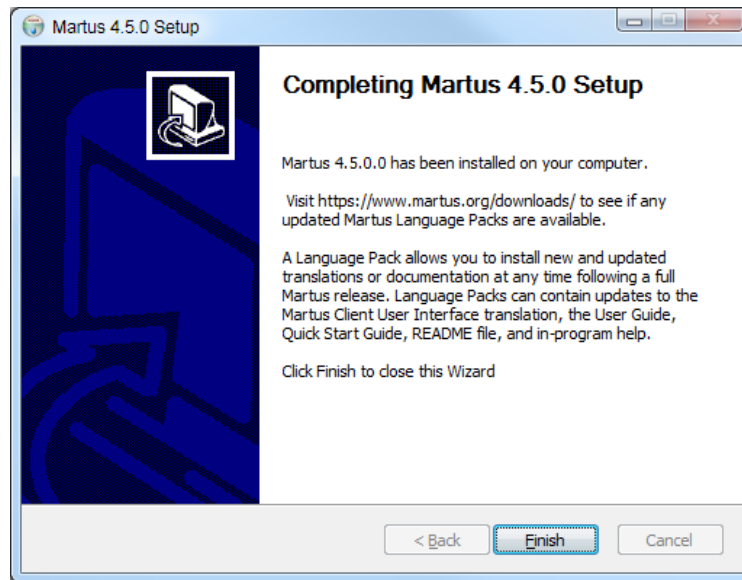 Martus 4.5.0 Setup
Completing Martus 4.5.0 Setup
Martus 4.5.0.0 has been installed on your computer.
Visit https://www.martus.org/downloads/ to see if any
updated Martus Language Packs are available.
A Language Pack allows you to install new and updated
translations or documentation at any time following a full
Martus release. Language Packs can contain updates to the
Martus Client User Interface translation, the User Guide,
Quick Start Guide, README file, and in-program help.
Click Finish to close this Wizard
< Back Finish Cancel